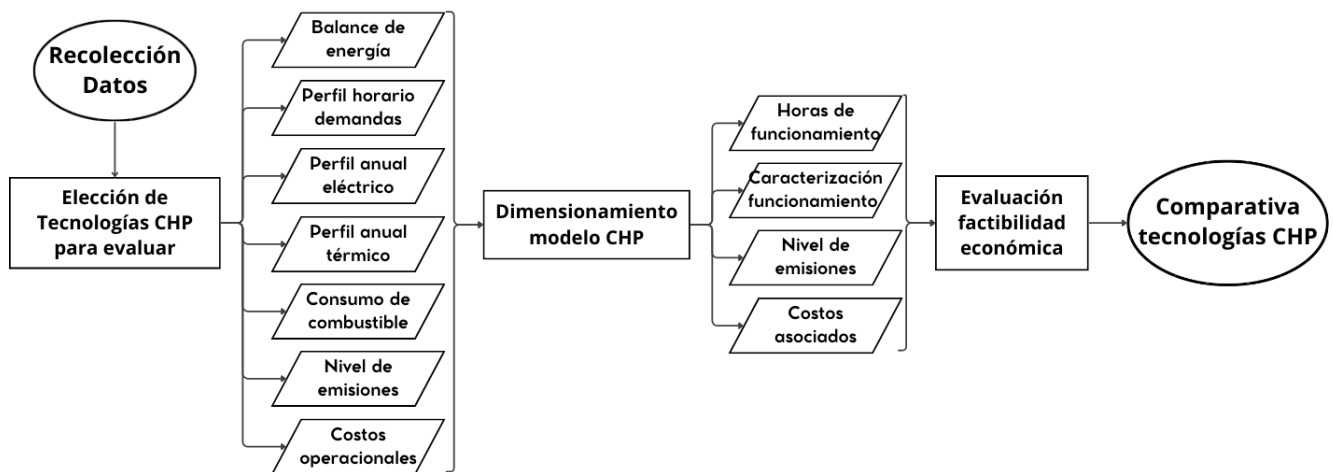 Recolección
Datos
Elección de
Tecnologías CHP
para evaluar
Balance de
energía
Perfil horario
demandas
Perfil anual
eléctrico
Perfil anual
térmico
Consumo de
combustible
Nivel de
emisiones
Costos
operacionales
Dimensionamiento
modelo CHP
Horas de
funcionamiento
Caracterización
funcionamiento
Nivel de
emisiones
Costos
asociados
Evaluación
factibilidad
económica
Comparativa
tecnologías CHP